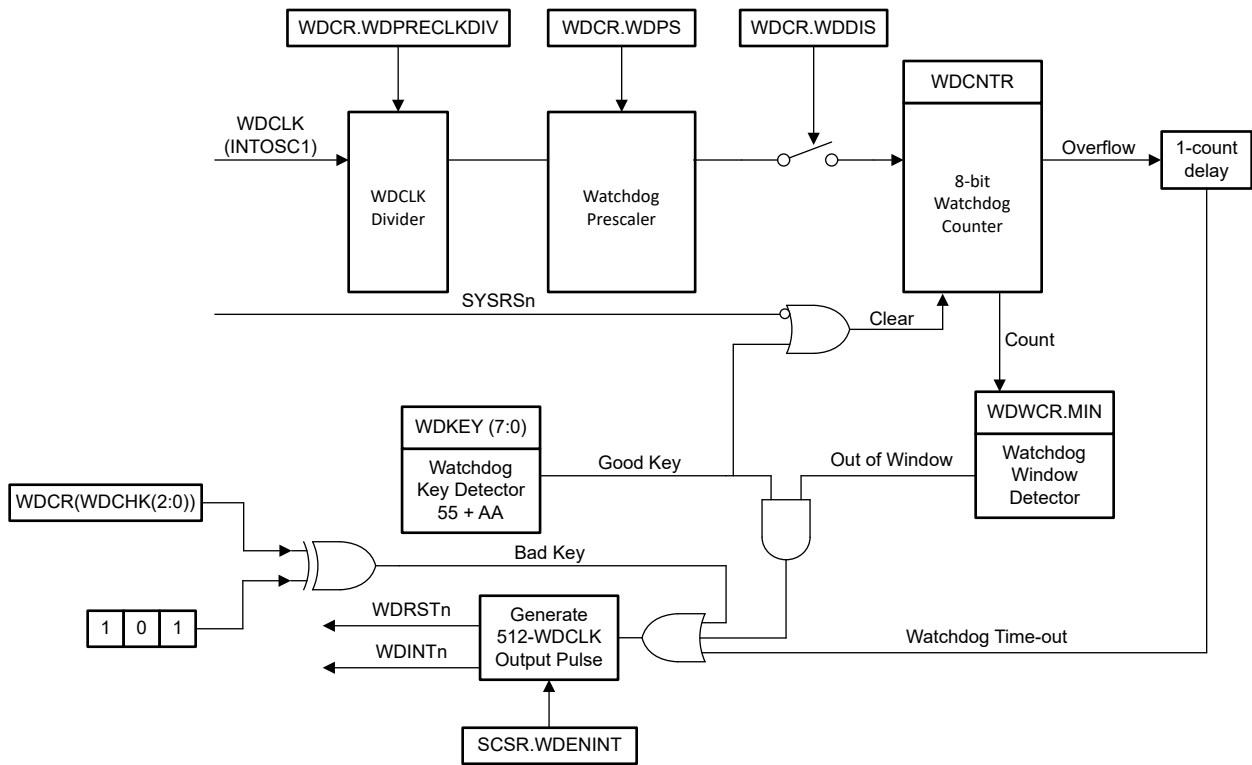 WDCR.WDPRECLKDIV
WDCR.WDPS
WDCR.WDDIS
WDCNTR
WDCLK
(INTOSC1)
WDCLK
Divider
Watchdog
Prescaler
8-bit
Watchdog
Counter
Overflow
1-count
delay
SYSRSn
Clear
Count
WDKEY (7:0)
Watchdog
Key Detector
55 + AA
Good Key
Out of Window
WDWCR.MIN
Watchdog
Window
Detector
WDCR(WDCHK(2:0))
Bad Key
1 0 1
WDRSTn
WDINTn
Generate
512-WDCLK
Output Pulse
Watchdog Time-out
SCSR.WDENINT